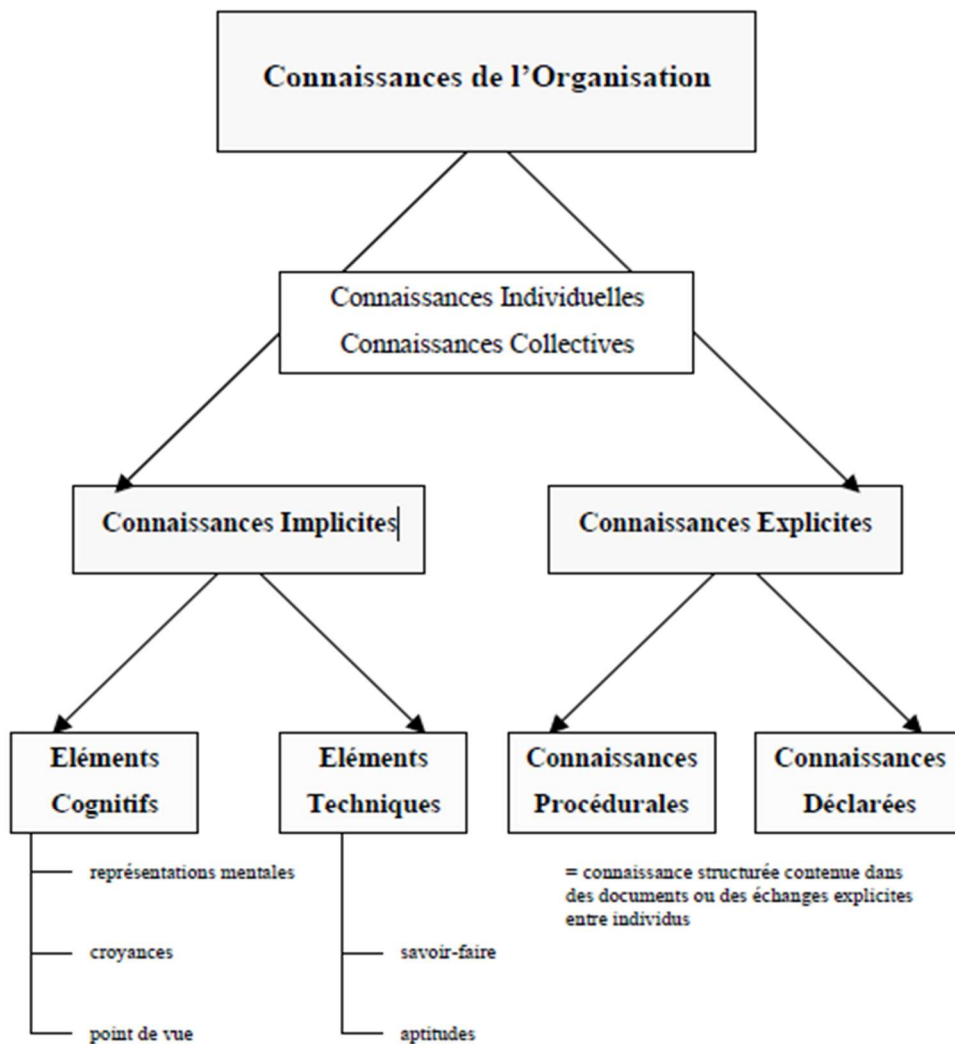 Connaissances de l'Organisation
Connaissances Individuelles
Connaissances Collectives
Connaissances Implicites
Connaissances Explicites
Eléments
Cognitifs
Eléments
Techniques
Connaissances
Procédurales
Connaissances
Déclarées
représentations mentales
croyances
point de vue
savoir-faire
aptitudes
= connaissance structurée contenue dans
des documents ou des échanges explicites
entre individus